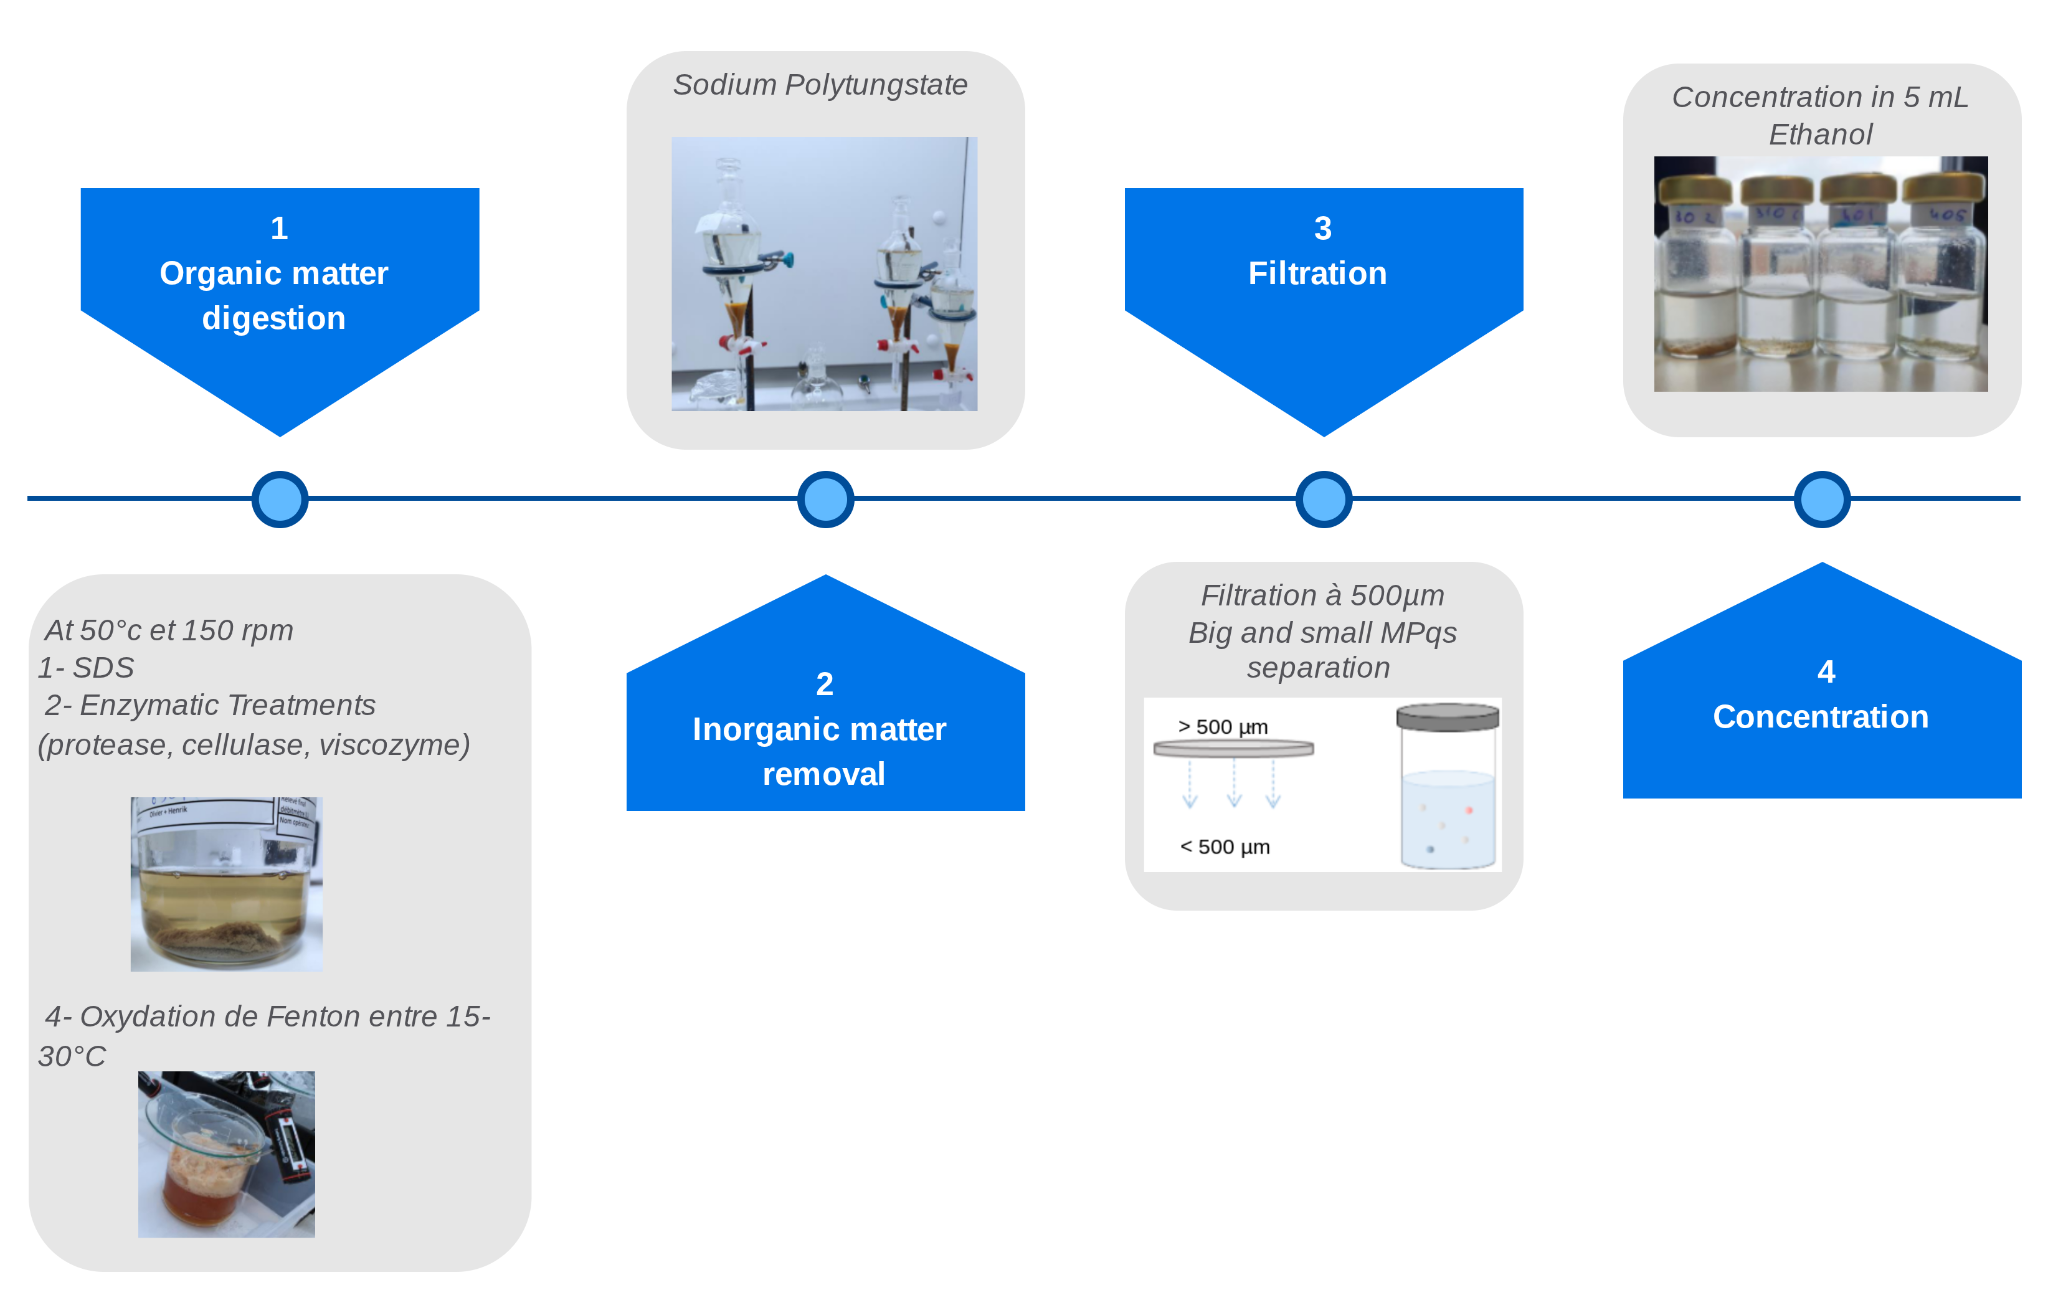 Sodium Polytungstate
Concentration in 5 mL
Ethanol
1
Organic matter
digestion
3
Filtration
At 50°c et 150 rpm
1- SDS
2- Enzymatic Treatments
(protease, cellulase, viscozyme)
Olivier + Henrik
4- Oxydation de Fenton entre 15-
30°C
2
Inorganic matter
removal
Filtration à 500µm
Big and small MPqs
separation
> 500 µm
< 500 µm
4
Concentration